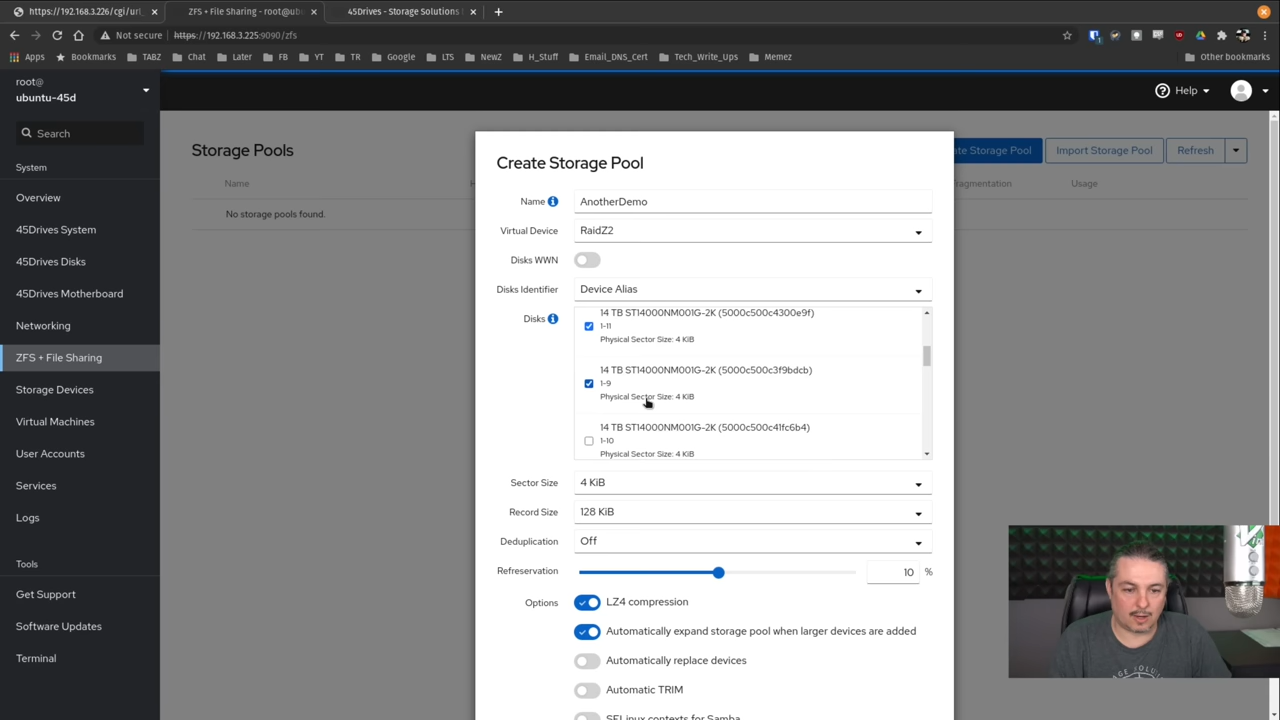 https://192.168.3.226/cgi/url_
ZFS + File Sharing - root@ubu
45Drives - Storage Solutions
Not secure
https://192.168.3.225:9090/zfs
Apps
Bookmarks
TABZ
Chat
Later
FB
YT
TR
Google
LTS
NewZ
H_Stuff
Email_DNS_Cert
Tech_Write_Ups
Memez
Other bookmarks
root@
ubuntu-45d
Help
Search
System
Overview
45Drives System
45Drives Disks
45Drives Motherboard
Networking
ZFS + File Sharing
Storage Devices
Virtual Machines
User Accounts
Services
Logs
Tools
Get Support
Software Updates
Terminal
Storage Pools
ate Storage Pool
Import Storage Pool
Refresh
Name
H
ragmentation
Usage
No storage pools found.
Create Storage Pool
Name
AnotherDemo
Virtual Device
RaidZ2
Disks WWN
Disks Identifier
Device Alias
Disks
14 TB ST14000NM001G-2K (5000c500c4300e9f)
1-11
Physical Sector Size: 4 KiB
14 TB ST14000NM001G-2K (5000c500c3f9bdcb)
1-9
Physical Sector Size: 4 KiB
14 TB ST14000NM001G-2K (5000c500c41fc6b4)
1-10
Physical Sector Size: 4 KiB
Sector Size
4 KiB
Record Size
128 KiB
Deduplication
Off
Refreservation
10 %
Options
LZ4 compression
Automatically expand storage pool when larger devices are added
Automatically replace devices
Automatic TRIM
SELinux contexts for Samba